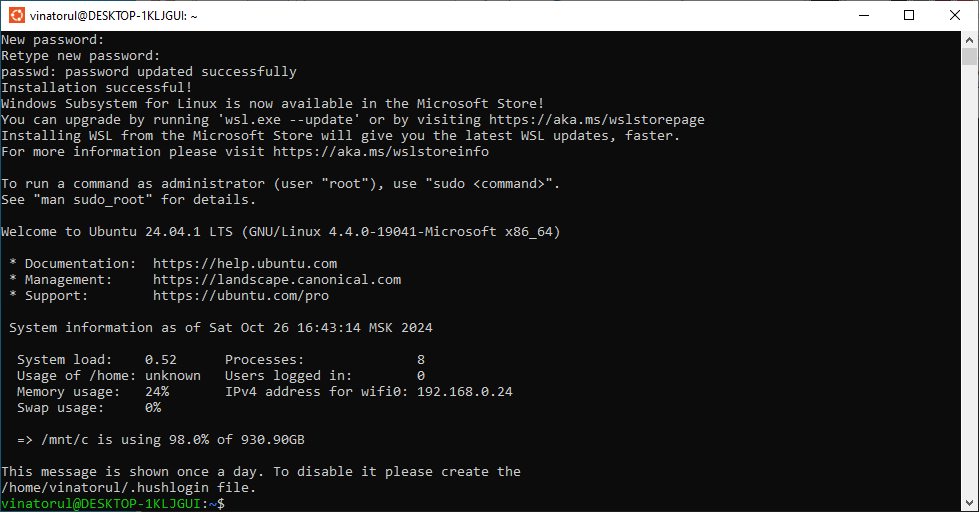 vinatorul@DESKTOP-1KLJGUI: ~
New password:
Retype new password:
passwd: password updated successfully
Installation successful!
Windows Subsystem for Linux is now available in the Microsoft Store!
You can upgrade by running 'wsl.exe --update' or by visiting https://aka.ms/wslstorepage
Installing WSL from the Microsoft Store will give you the latest WSL updates, faster.
For more information please visit https://aka.ms/wslstoreinfo

To run a command as administrator (user "root"), use "sudo <command>".
See "man sudo_root" for details.

Welcome to Ubuntu 24.04.1 LTS (GNU/Linux 4.4.0-19041-Microsoft x86_64)

 * Documentation:  https://help.ubuntu.com
 * Management:     https://landscape.canonical.com
 * Support:        https://ubuntu.com/pro

 System information as of Sat Oct 26 16:43:14 MSK 2024

  System load:    0.52      Processes:              8
  Usage of /home: unknown   Users logged in:        0
  Memory usage:   24%       IPv4 address for wifi0: 192.168.0.24
  Swap usage:     0%

  => /mnt/c is using 98.0% of 930.90GB

This message is shown once a day. To disable it please create the
/home/vinatorul/.hushlogin file.
vinatorul@DESKTOP-1KLJGUI:~$